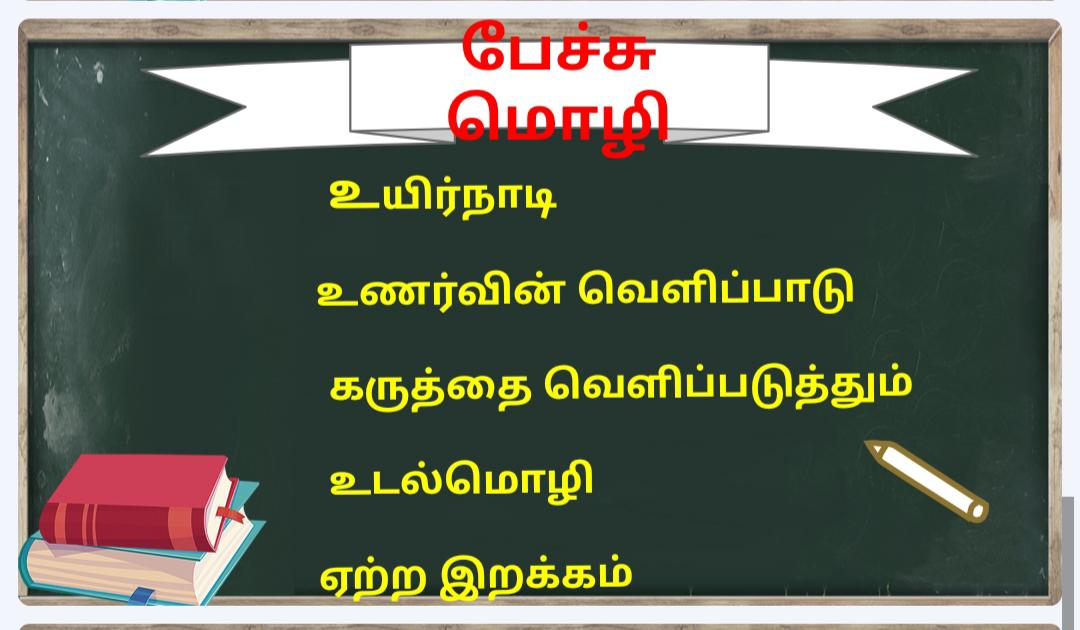 பேச்சு
மொழி
உயிர்நாடி
உணர்வின் வெளிப்பாடு
கருத்தை வெளிப்படுத்தும்
உடல்மொழி
ஏற்ற இறக்கம்